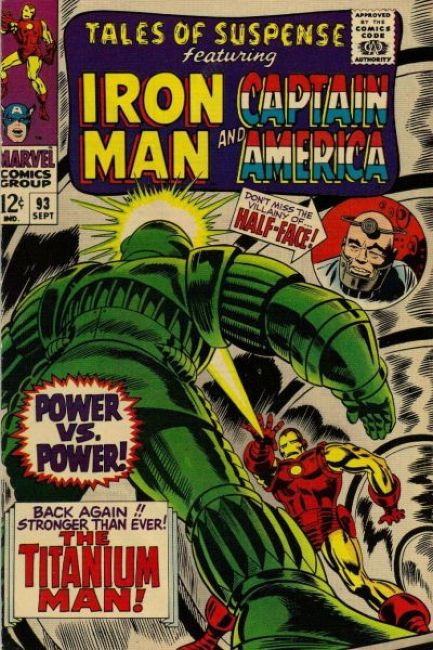 TALES OF SUSPENSE
featuring
IRON MAN
AND
CAPTAIN AMERICA
APPROVED
BY THE
COMICS
CODE
AUTHORITY
MARVEL
COMICS
GROUP
12¢
IND.
93
SEPT
DON'T MISS THE
VILLAINY OF
HALF-FACE!
POWER
VS.
POWER!
BACK AGAIN!!
STRONGER THAN EVER!
THE
TITANIUM
MAN!